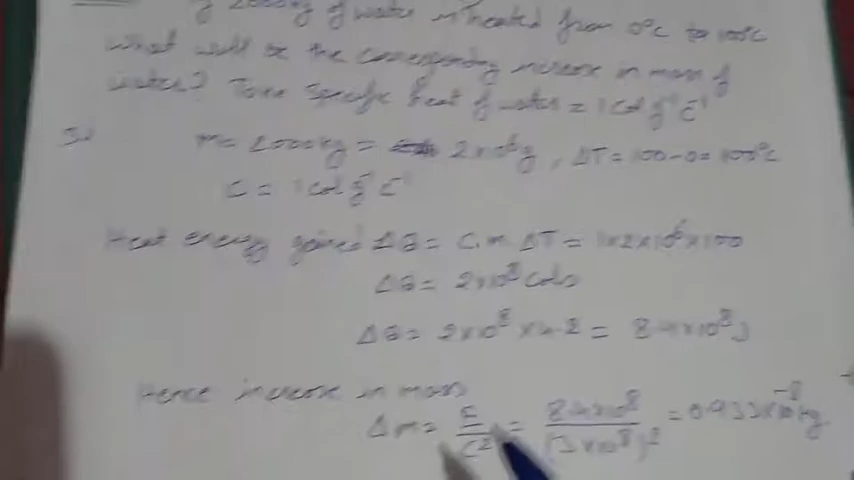 If 2000kg of water is heated from 0°C to 100°C
What will be the corresponding increase in mass of
water? Take Specific heat of water = 1 Cal g⁻¹ C⁻¹
Sol m = 2000kg = 2×10⁶g, ΔT = 100-0 = 100°C
C = 1 cal g⁻¹ C⁻¹
Heat energy gained ΔQ = C.m.ΔT = 1×2×10⁶×100
ΔQ = 2×10⁸ Cals
ΔQ = 2×10⁸ × 4.2 = 8.4×10⁸ J
Hence increase in mass
Δm = E/C² = 8.4×10⁸/(3×10⁸)² = 0.933×10⁻⁸ kg.